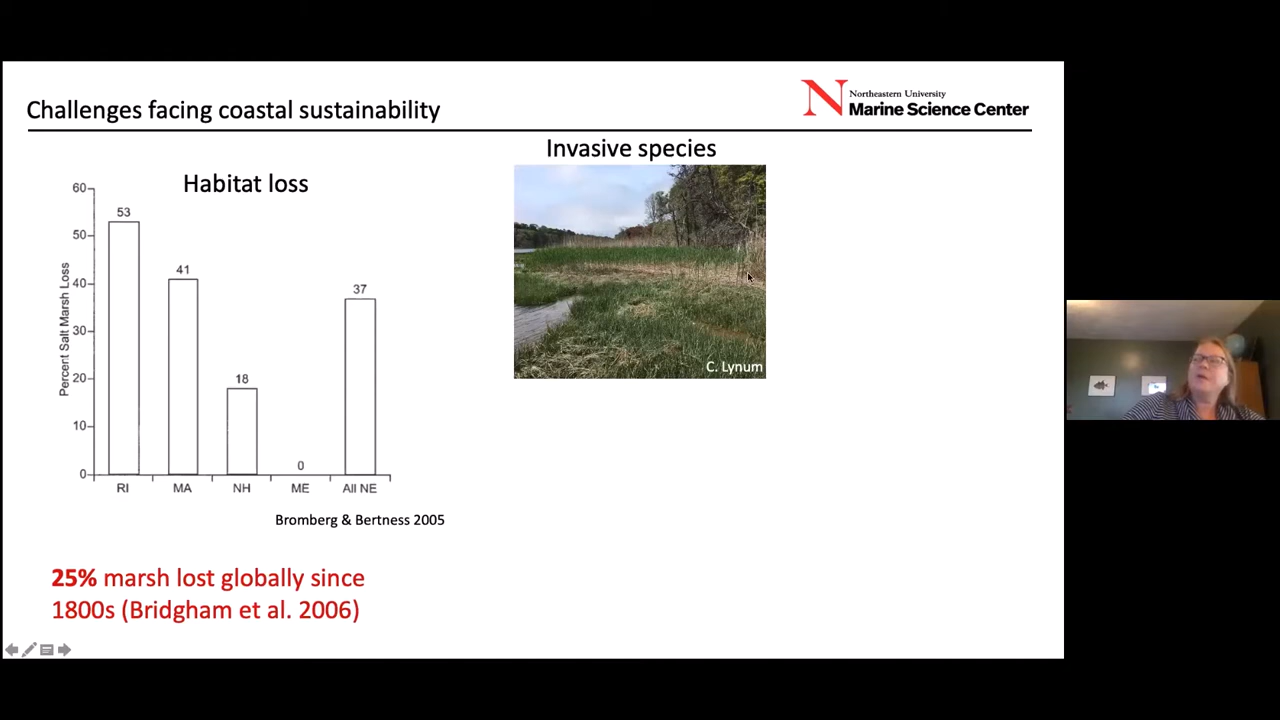 Challenges facing coastal sustainability
N Northeastern University
Marine Science Center
Habitat loss
Percent Salt Marsh Loss
60
50
40
30
20
10
0
53
41
18
0
37
RI MA NH ME All NE
Bromberg & Bertness 2005
25% marsh lost globally since
1800s (Bridgham et al. 2006)
Invasive species
C. Lynum